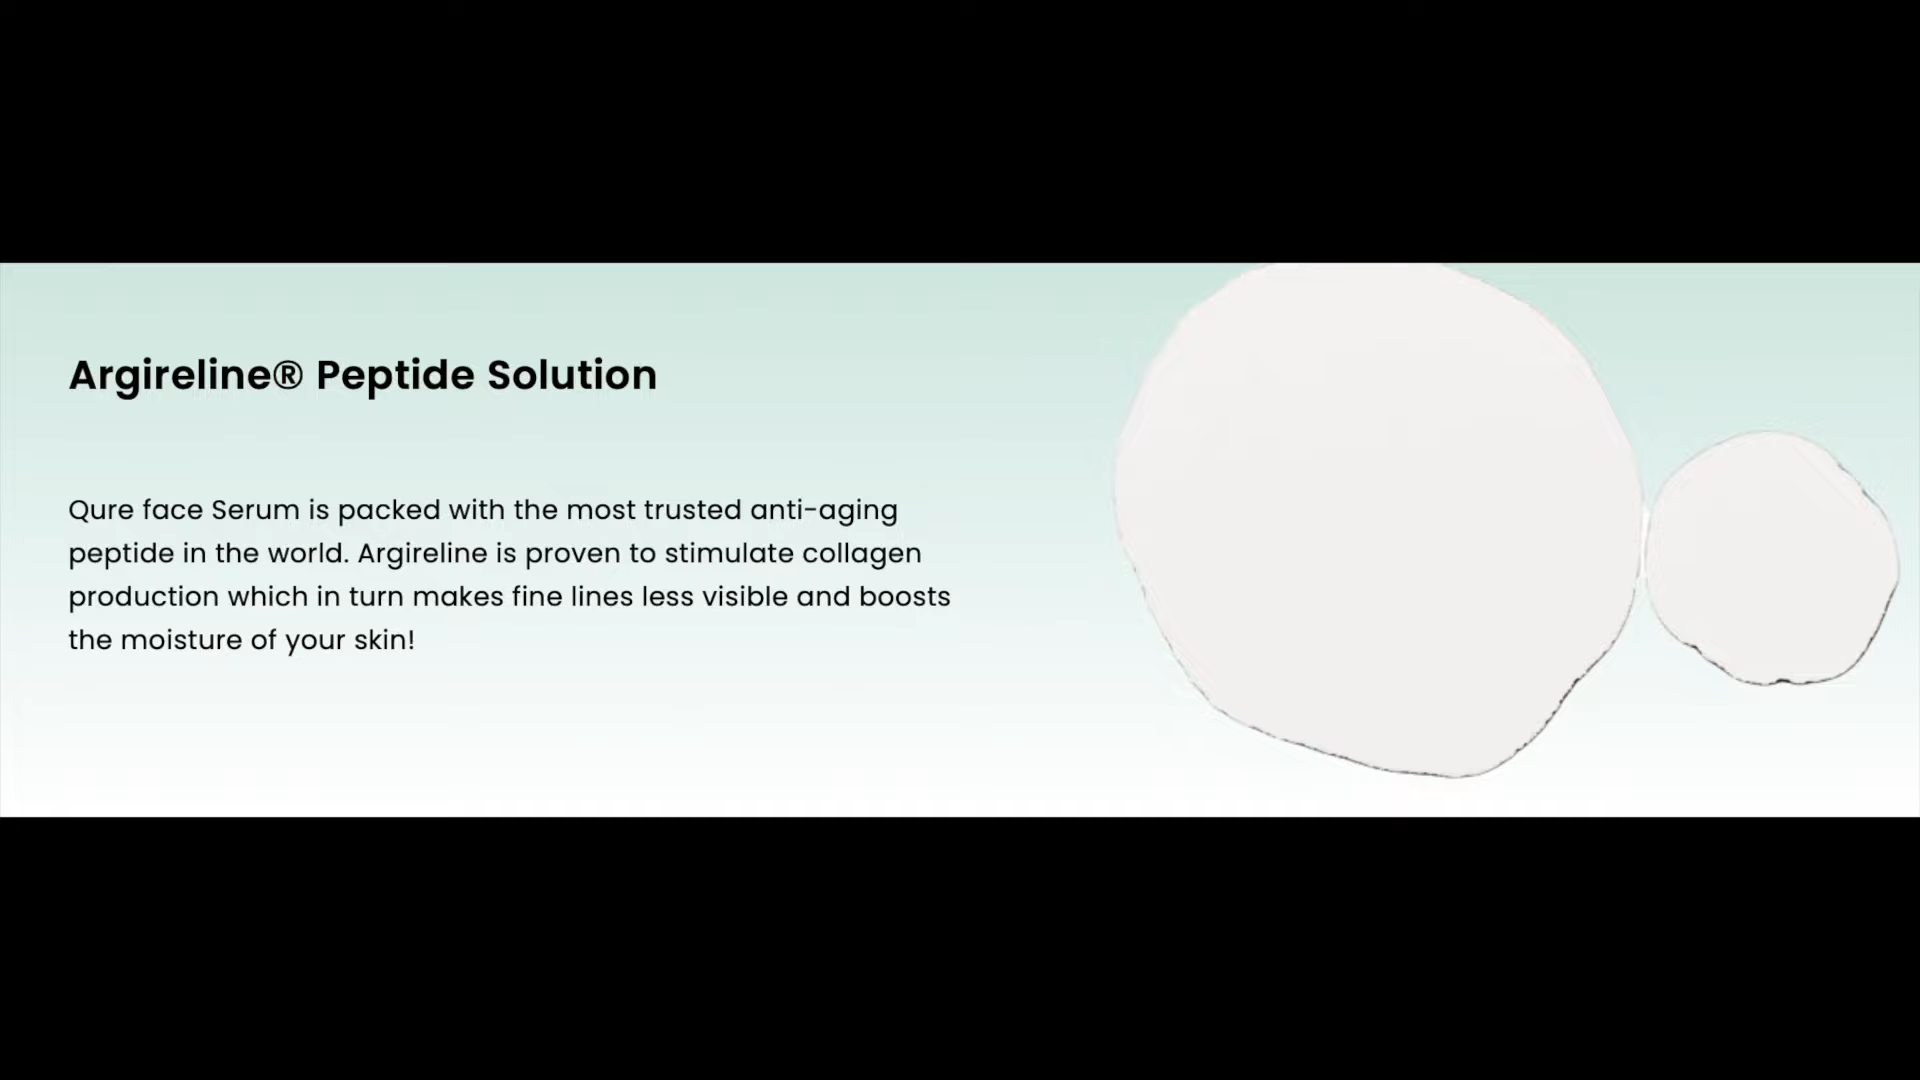 Argireline® Peptide Solution
Qure face Serum is packed with the most trusted anti-aging
peptide in the world. Argireline is proven to stimulate collagen
production which in turn makes fine lines less visible and boosts
the moisture of your skin!